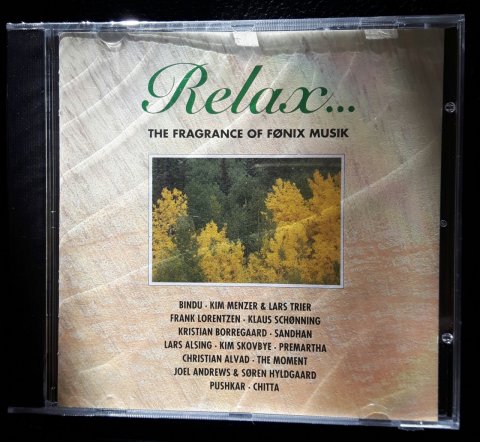 Relax...
THE FRAGRANCE OF FØNIX MUSIK
BINDU · KIM MENZER & LARS TRIER
FRANK LORENTZEN · KLAUS SCHØNNING
KRISTIAN BORREGAARD · SANDHAN
LARS ALSING · KIM SKOVBYE · PREMARTHA
CHRISTIAN ALVAD · THE MOMENT
JOEL ANDREWS & SØREN HYLDGAARD
PUSHKAR · CHITTA